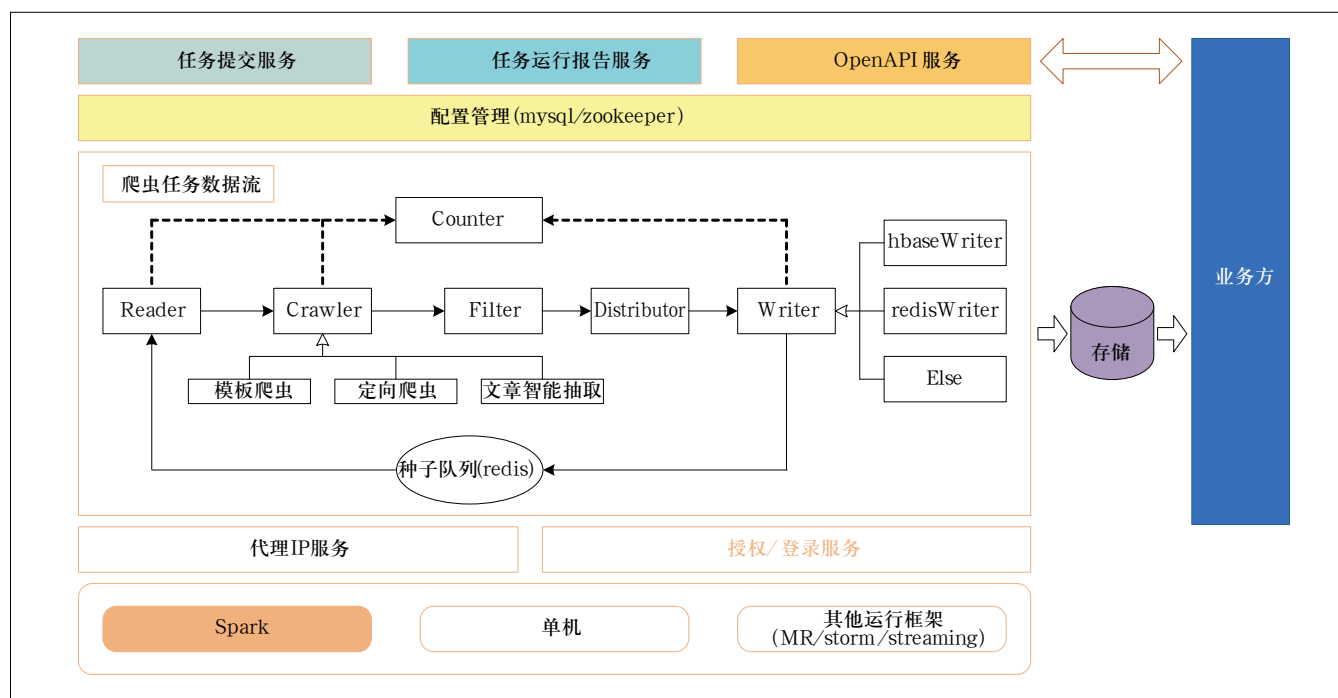 任务提交服务
任务运行报告服务
OpenAPI 服务
配置管理(mysql/zookeeper)
爬虫任务数据流
Counter
hbaseWriter
业务方
Reader
Crawler
Filter
Distributor
Writer
redisWriter
存储
模板爬虫
定向爬虫
文章智能抽取
Else
种子队列(redis)
代理IP服务
授权/登录服务
Spark
单机
其他运行框架
(MR/storm/streaming)